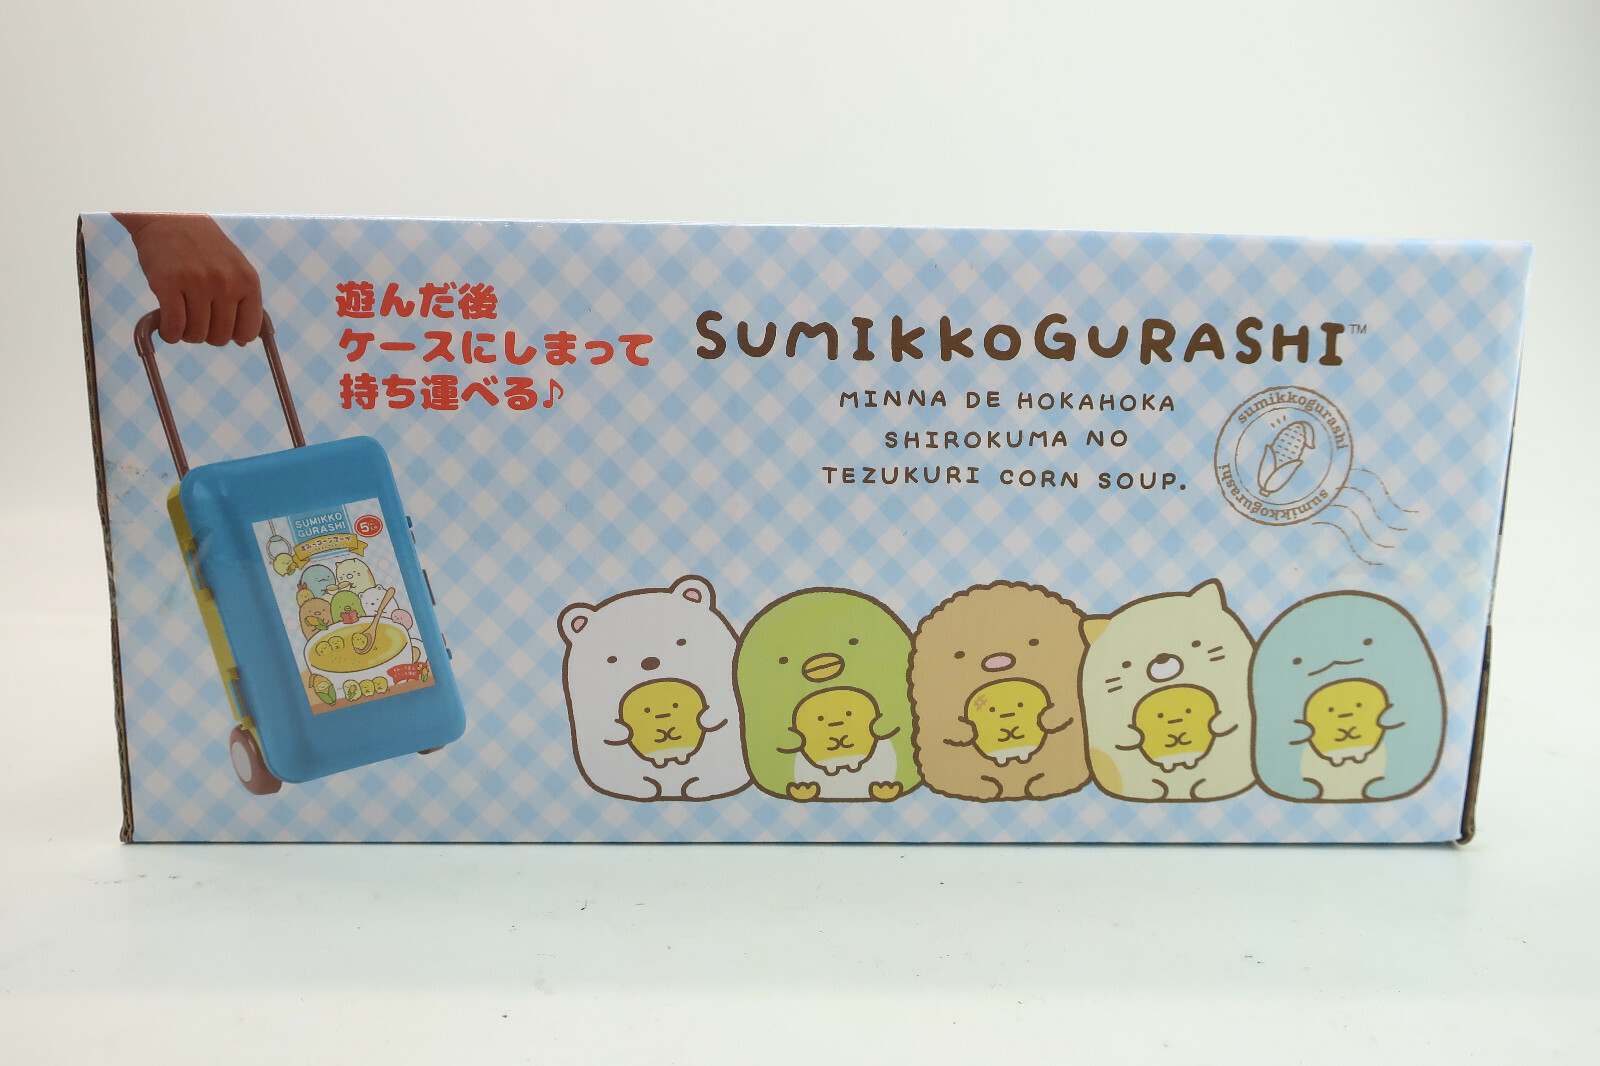 遊んだ後
ケースにしまって
持ち運べる♪
SUMIKKOGURASHI™
MINNA DE HOKAHOKA
SHIROKUMA NO
TEZUKURI CORN SOUP.
sumikkogurashi
sumikkogurashi
sumikkogurashi
SUMIKKO
GURASHI